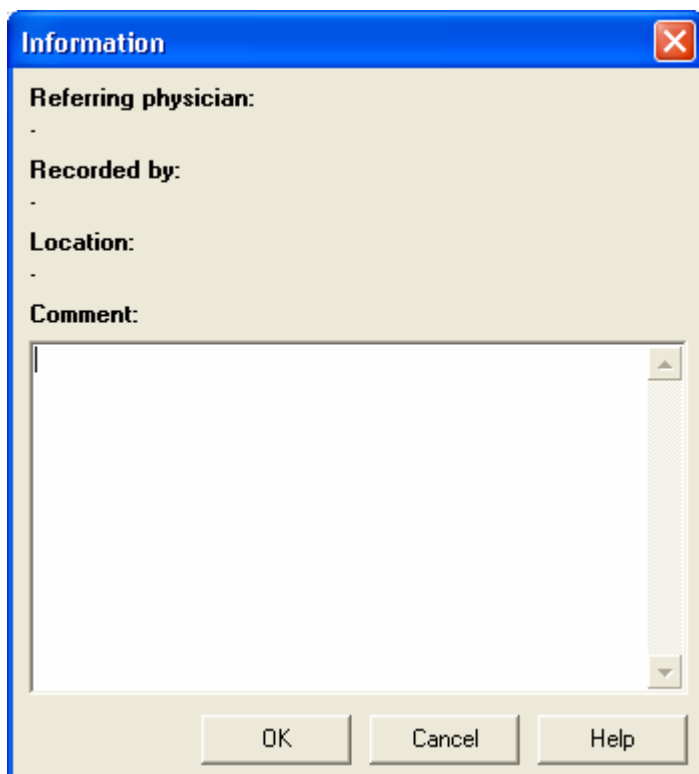 Information
Referring physician:
-
Recorded by:
-
Location:
-
Comment:
OK Cancel Help